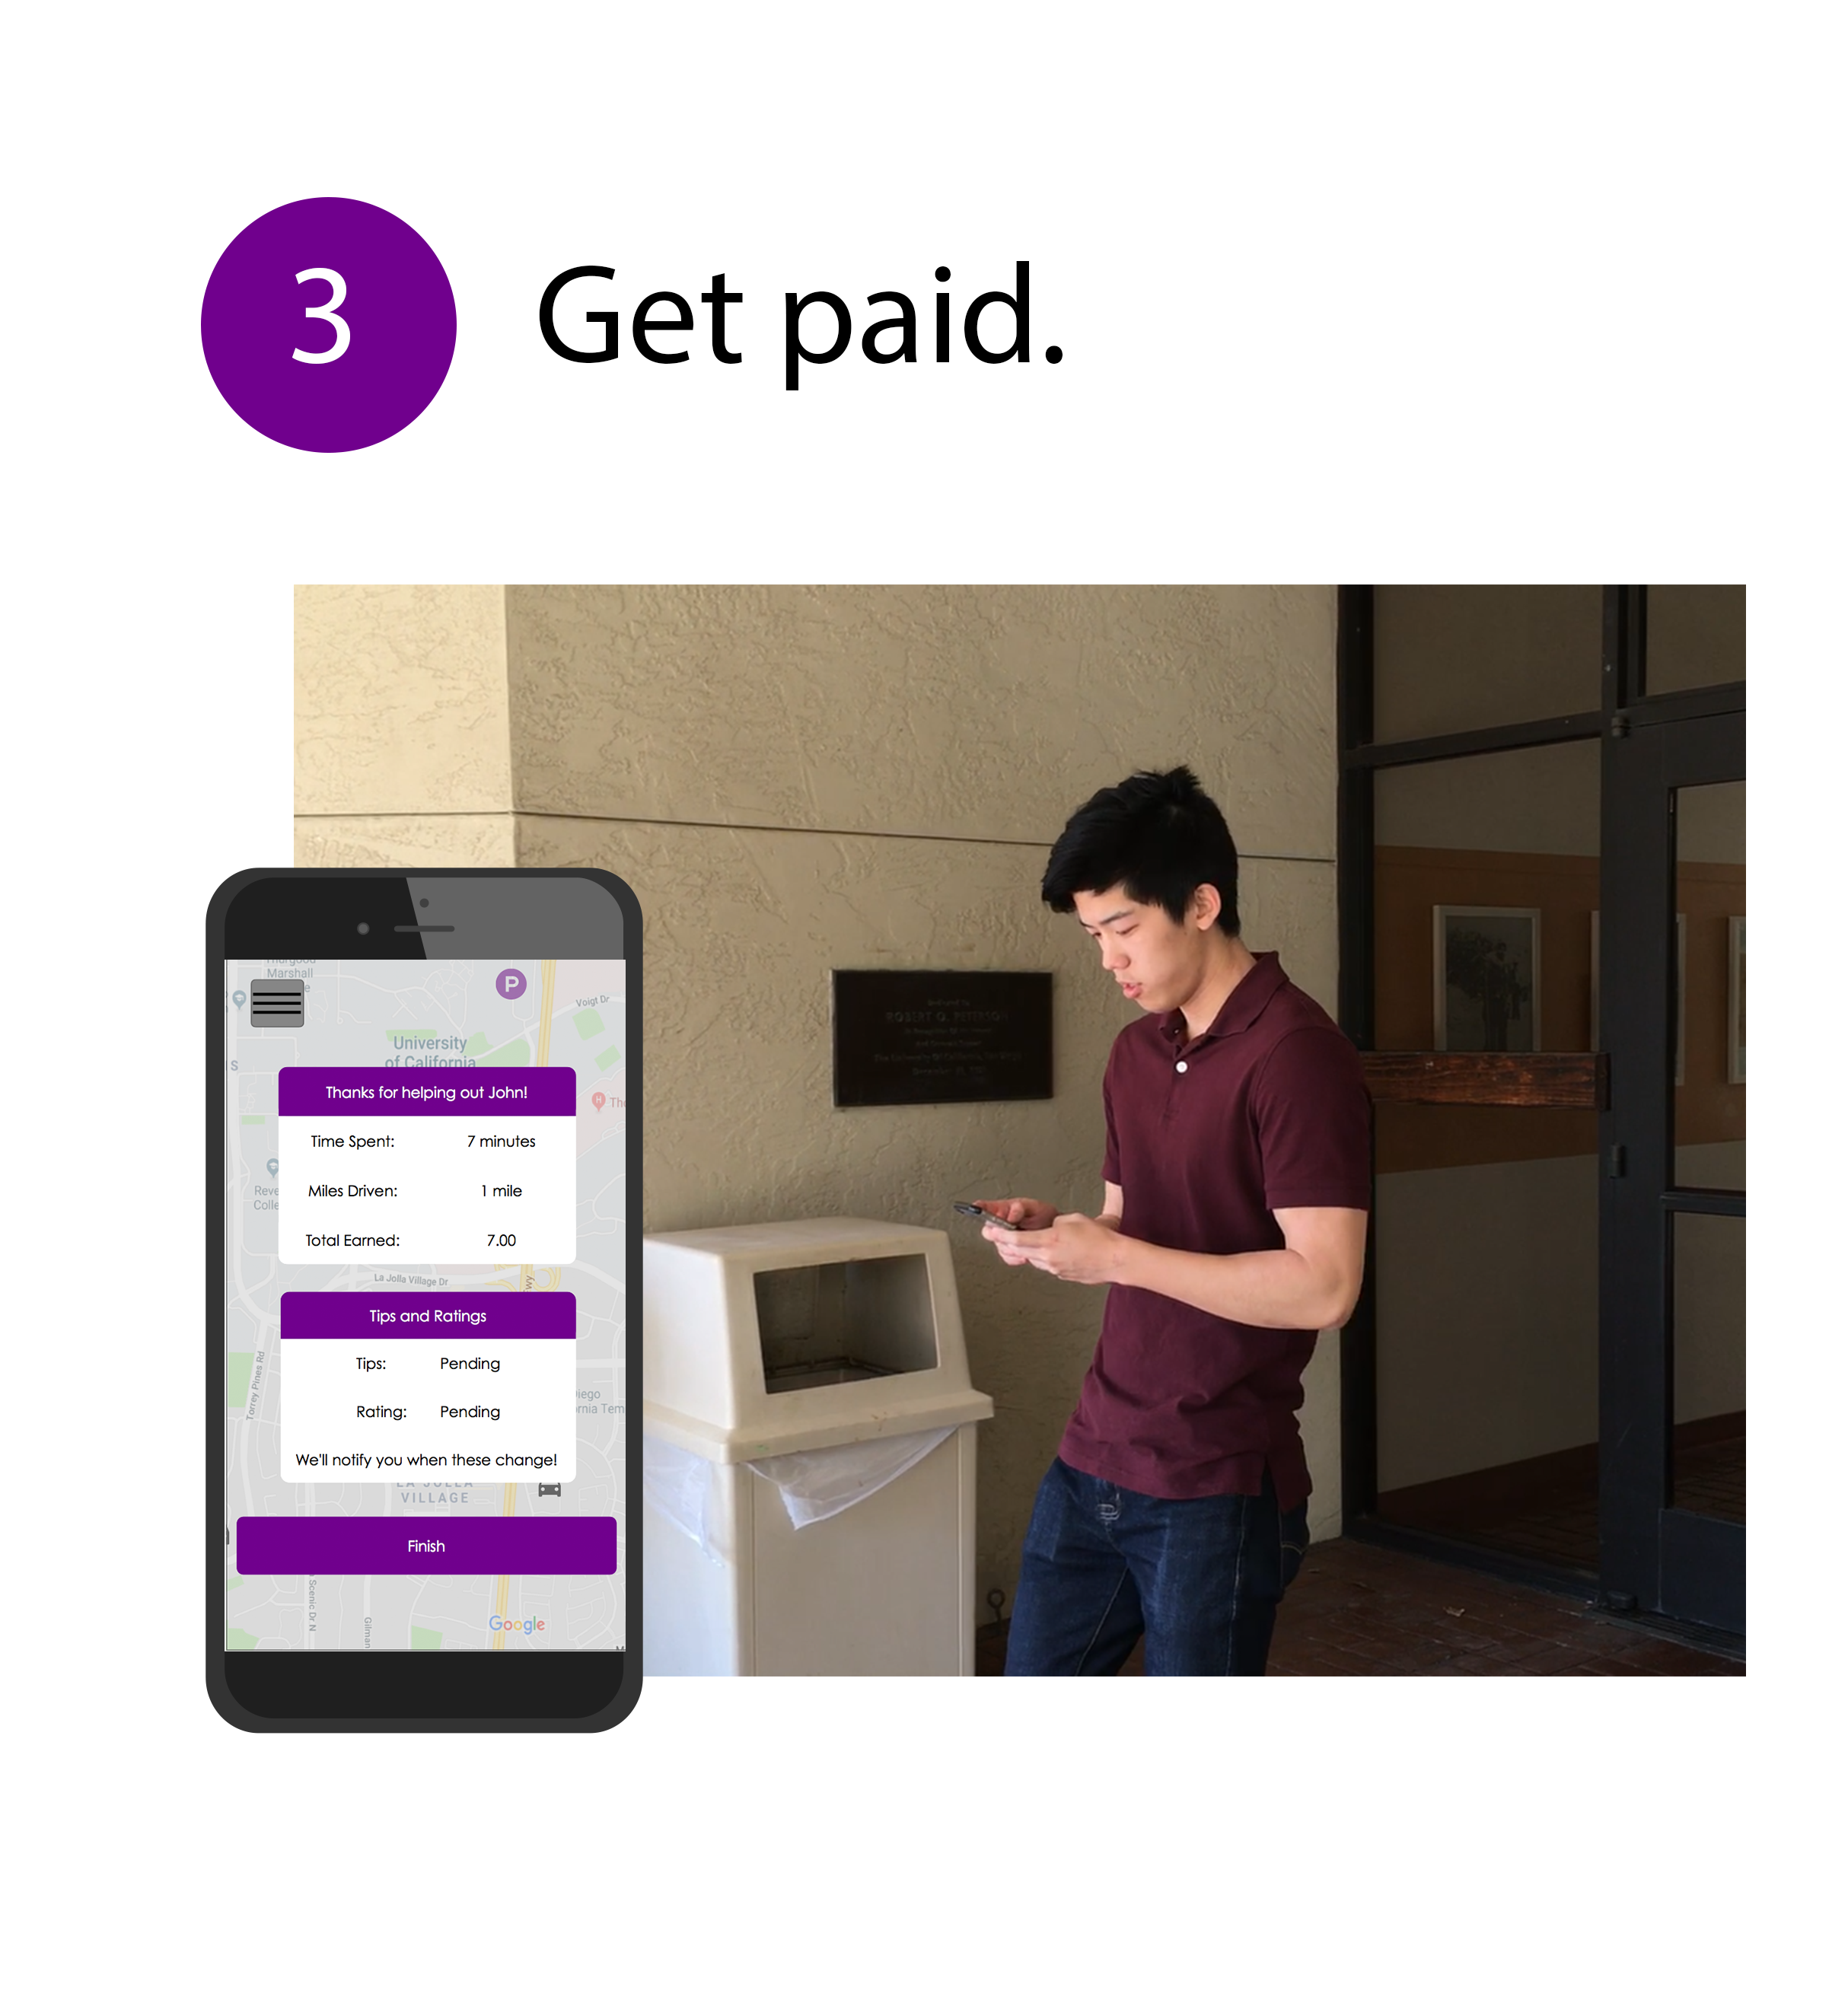 3
Get paid.
Marshall
P
Voigt Dr
University
of California
Thanks for helping out John!
Time Spent: 7 minutes
H
Miles Driven: 1 mile
Total Earned: 7.00
La Jolla Village Dr
Tips and Ratings
Tips: Pending
Rating: Pending
Torrey Pines Rd
We'll notify you when these change!
LA JOLLA
VILLAGE
Finish
Scenic Dr N
Gilman
Google
ROBERT Q. PETERSON